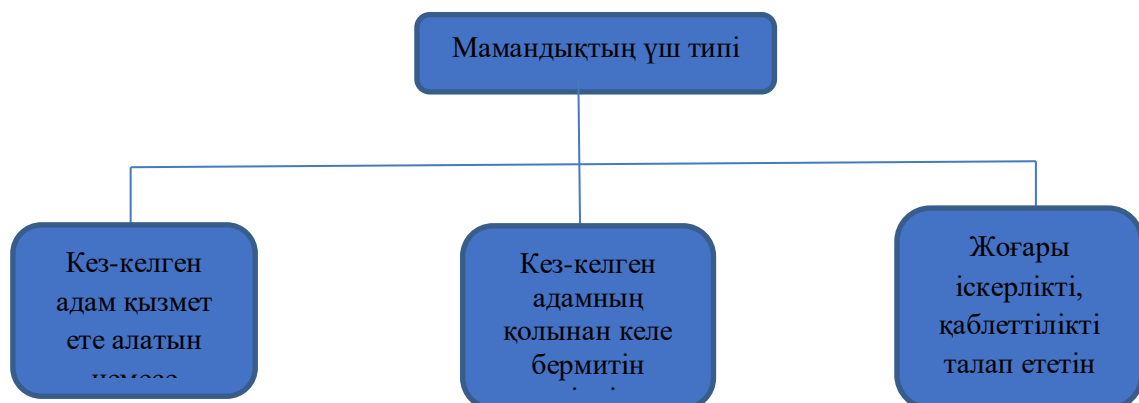 Мамандықтың үш типі
Кез-келген
адам қызмет
ете алатын
немесе
Кез-келген
адамның
қолынан келе
бермитін
Жоғары
іскерлікті,
қаблеттілікті
талап ететін